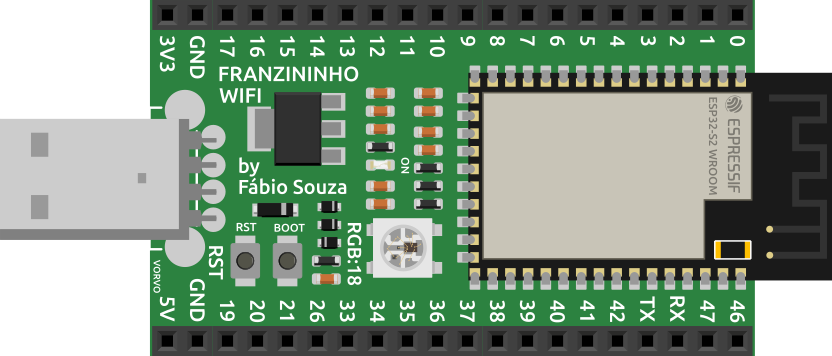 3V3 GND 17 16 15 14 13 12 11 10 9 8 7 6 5 4 3 2 1 0
FRANZININHO
WIFI
by
Fábio Souza
ON
ESPRESSIF
ESP32-S2 WROOM
RST BOOT
RGB:18
RST
VORVO
5V GND 19 20 21 26 33 34 35 36 37 38 39 40 41 42 TX RX 47 46